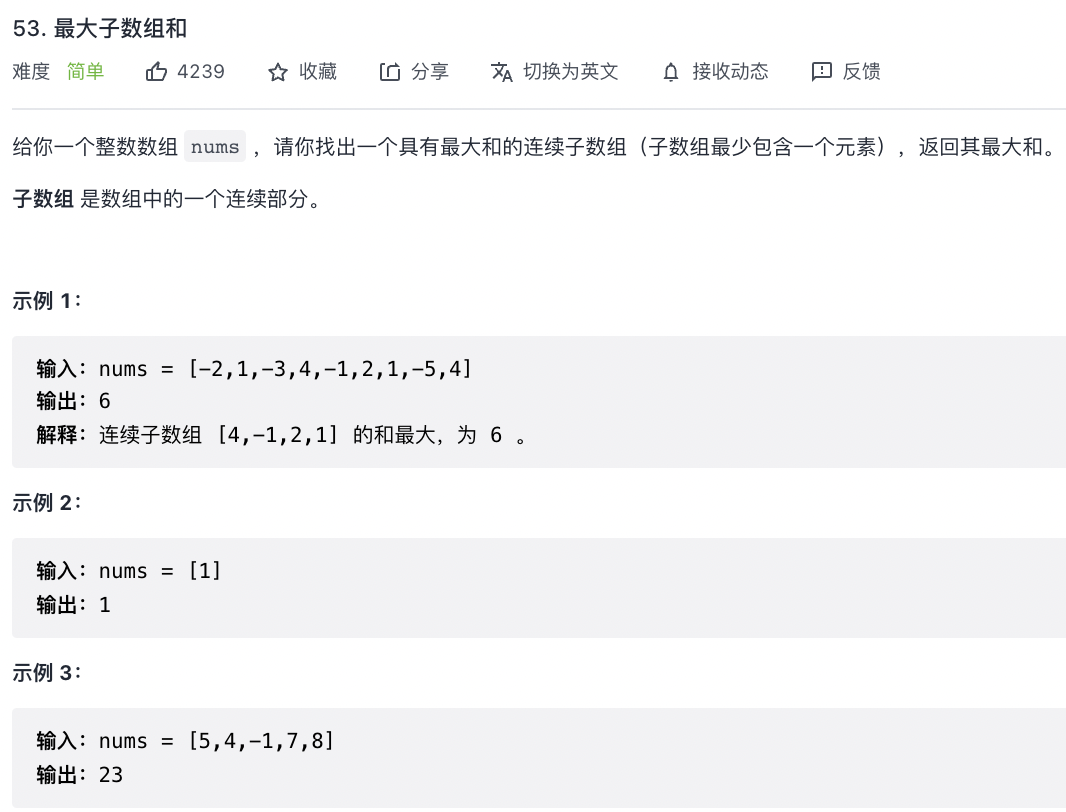 53. 最大子数组和
难度 简单 4239 收藏 分享 切换为英文 接收动态 反馈
给你一个整数数组 nums ，请你找出一个具有最大和的连续子数组（子数组最少包含一个元素），返回其最大和。
子数组 是数组中的一个连续部分。
示例 1：
输入：nums = [-2,1,-3,4,-1,2,1,-5,4]
输出：6
解释：连续子数组 [4,-1,2,1] 的和最大，为 6 。
示例 2：
输入：nums = [1]
输出：1
示例 3：
输入：nums = [5,4,-1,7,8]
输出：23